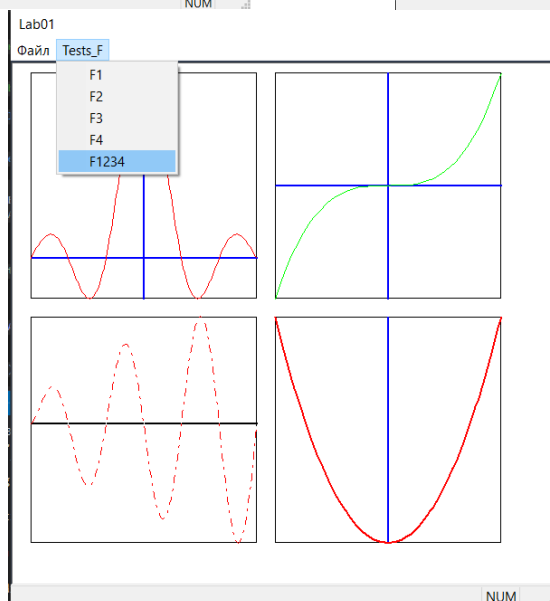 NUM
Lab01
Файл Tests_F
F1
F2
F3
F4
F1234
NUM